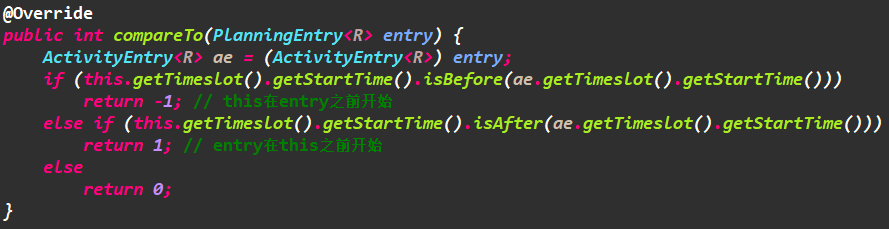 @Override
public int compareTo(PlanningEntry<R> entry) {
    ActivityEntry<R> ae = (ActivityEntry<R>) entry;
    if (this.getTimeslot().getStartTime().isBefore(ae.getTimeslot().getStartTime()))
        return -1; // this在entry之前开始
    else if (this.getTimeslot().getStartTime().isAfter(ae.getTimeslot().getStartTime()))
        return 1; // entry在this之前开始
    else
        return 0;
}